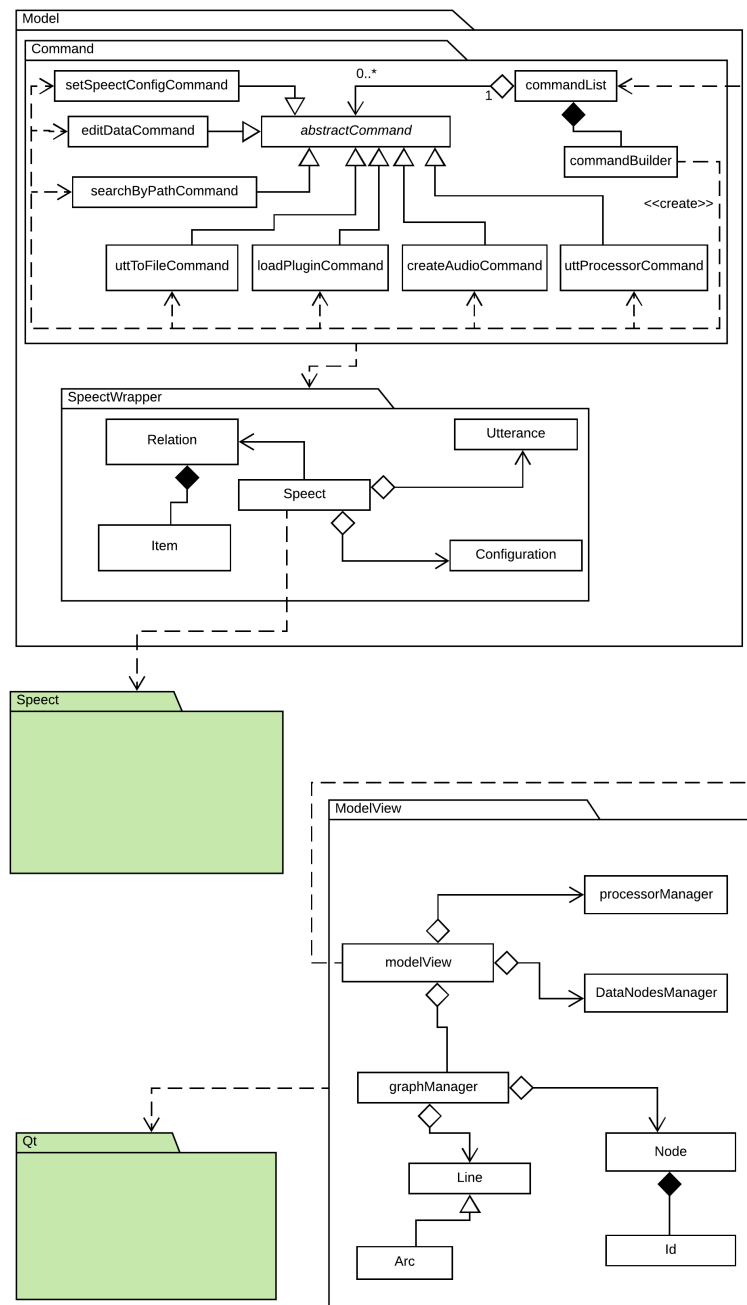 Model
Command
setSpeectConfigCommand
0..*
1
commandList
editDataCommand
abstractCommand
commandBuilder
searchByPathCommand
<<create>>
uttToFileCommand
loadPluginCommand
createAudioCommand
uttProcessorCommand
SpeectWrapper
Relation
Utterance
Speect
Item
Configuration
Speect
ModelView
processorManager
modelView
DataNodesManager
graphManager
Qt
Node
Line
Id
Arc